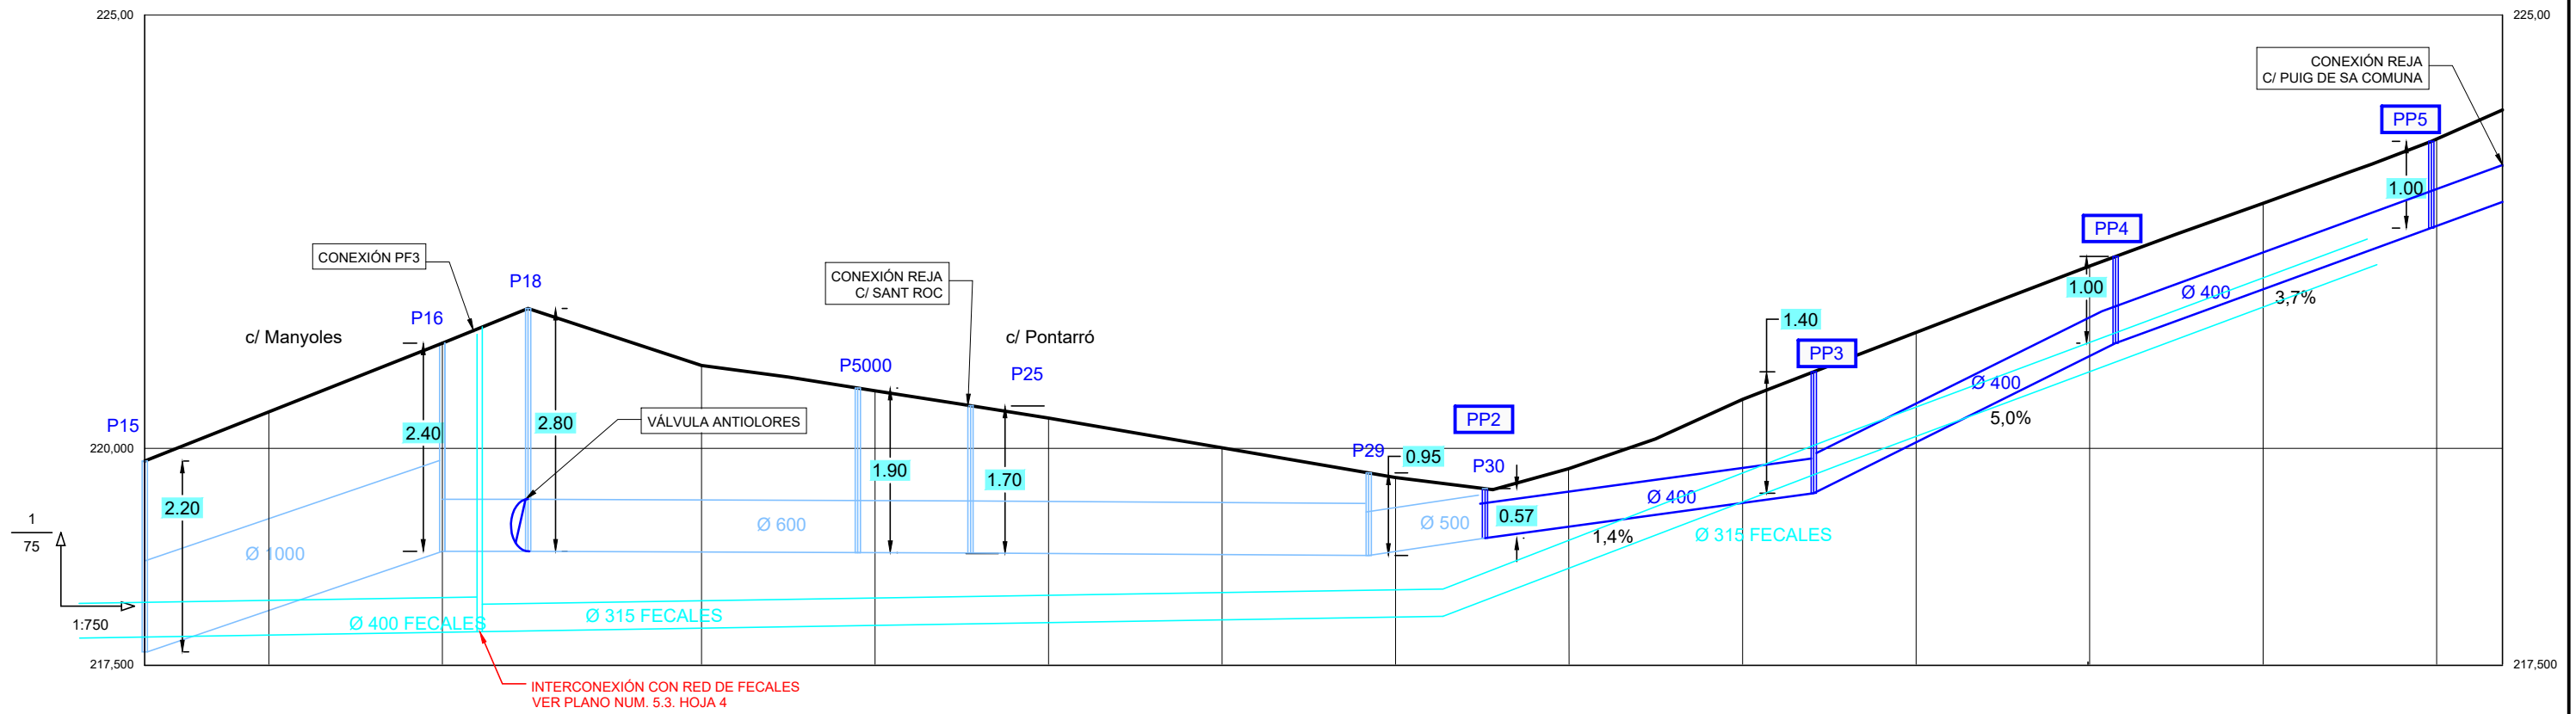 225,00
225,00
CONEXIÓN REJA
C/ PUIG DE SA COMUNA
PP5
1.00
PP4
CONEXIÓN PF3
P18
CONEXIÓN REJA
C/ SANT ROC
1.00
Ø 400
3,7%
P16
c/ Manyoles
c/ Pontarró
1.40
PP3
P5000
P25
Ø 400
5,0%
P15
VÁLVULA ANTIOLORES
PP2
2.40
2.80
220,000
P29
0.95
P30
1.90
1.70
2.20
Ø 400
0.57
1
75
Ø 600
Ø 500
1,4%
Ø 315 FECALES
Ø 1000
1:750
Ø 400 FECALES
Ø 315 FECALES
217,500
217,500
INTERCONEXIÓN CON RED DE FECALES
VER PLANO NUM. 5.3. HOJA 4